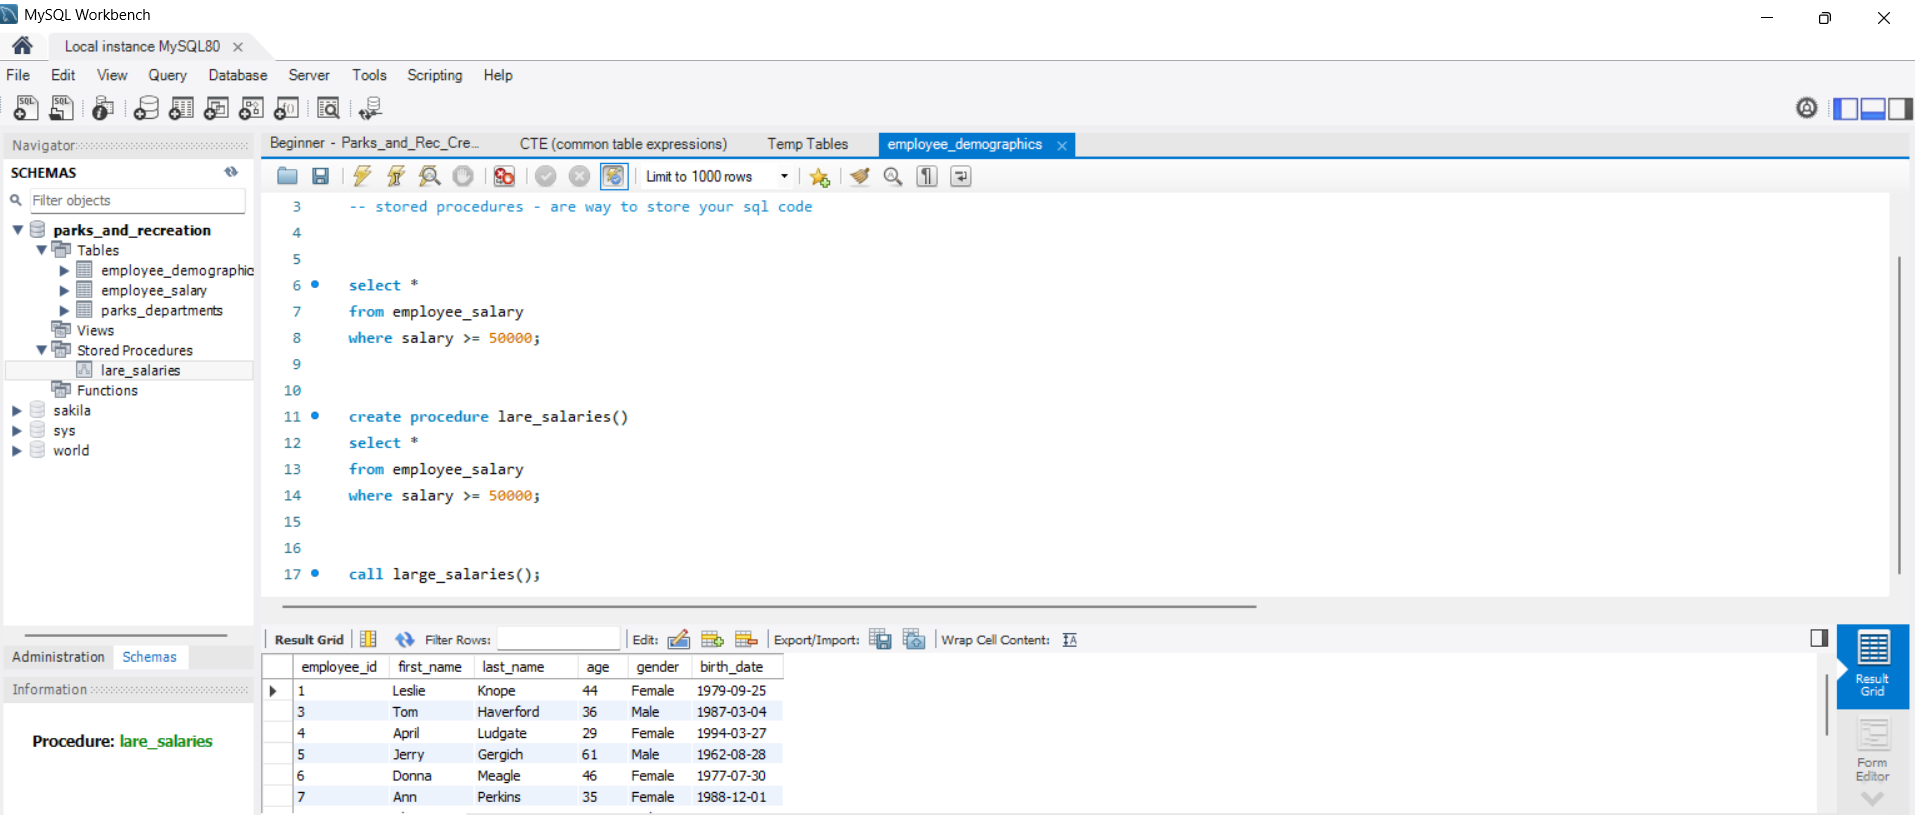 MySQL Workbench
Local instance MySQL80
File Edit View Query Database Server Tools Scripting Help
Navigator
SCHEMAS
Filter objects
parks_and_recreation
Tables
employee_demographic
employee_salary
parks_departments
Views
Stored Procedures
lare_salaries
Functions
sakila
sys
world
Administration Schemas
Information
Procedure: lare_salaries
Beginner - Parks_and_Rec_Cre... CTE (common table expressions) Temp Tables employee_demographics
Limit to 1000 rows
3 -- stored procedures - are way to store your sql code
4
5
6 select *
7 from employee_salary
8 where salary >= 50000;
9
10
11 create procedure lare_salaries()
12 select *
13 from employee_salary
14 where salary >= 50000;
15
16
17 call large_salaries();
Result Grid Filter Rows: Edit: Export/Import: Wrap Cell Content:
employee_id first_name last_name age gender birth_date
1 Leslie Knope 44 Female 1979-09-25
3 Tom Haverford 36 Male 1987-03-04
4 April Ludgate 29 Female 1994-03-27
5 Jerry Gergich 61 Male 1962-08-28
6 Donna Meagle 46 Female 1977-07-30
7 Ann Perkins 35 Female 1988-12-01
Result
Grid
Form
Editor